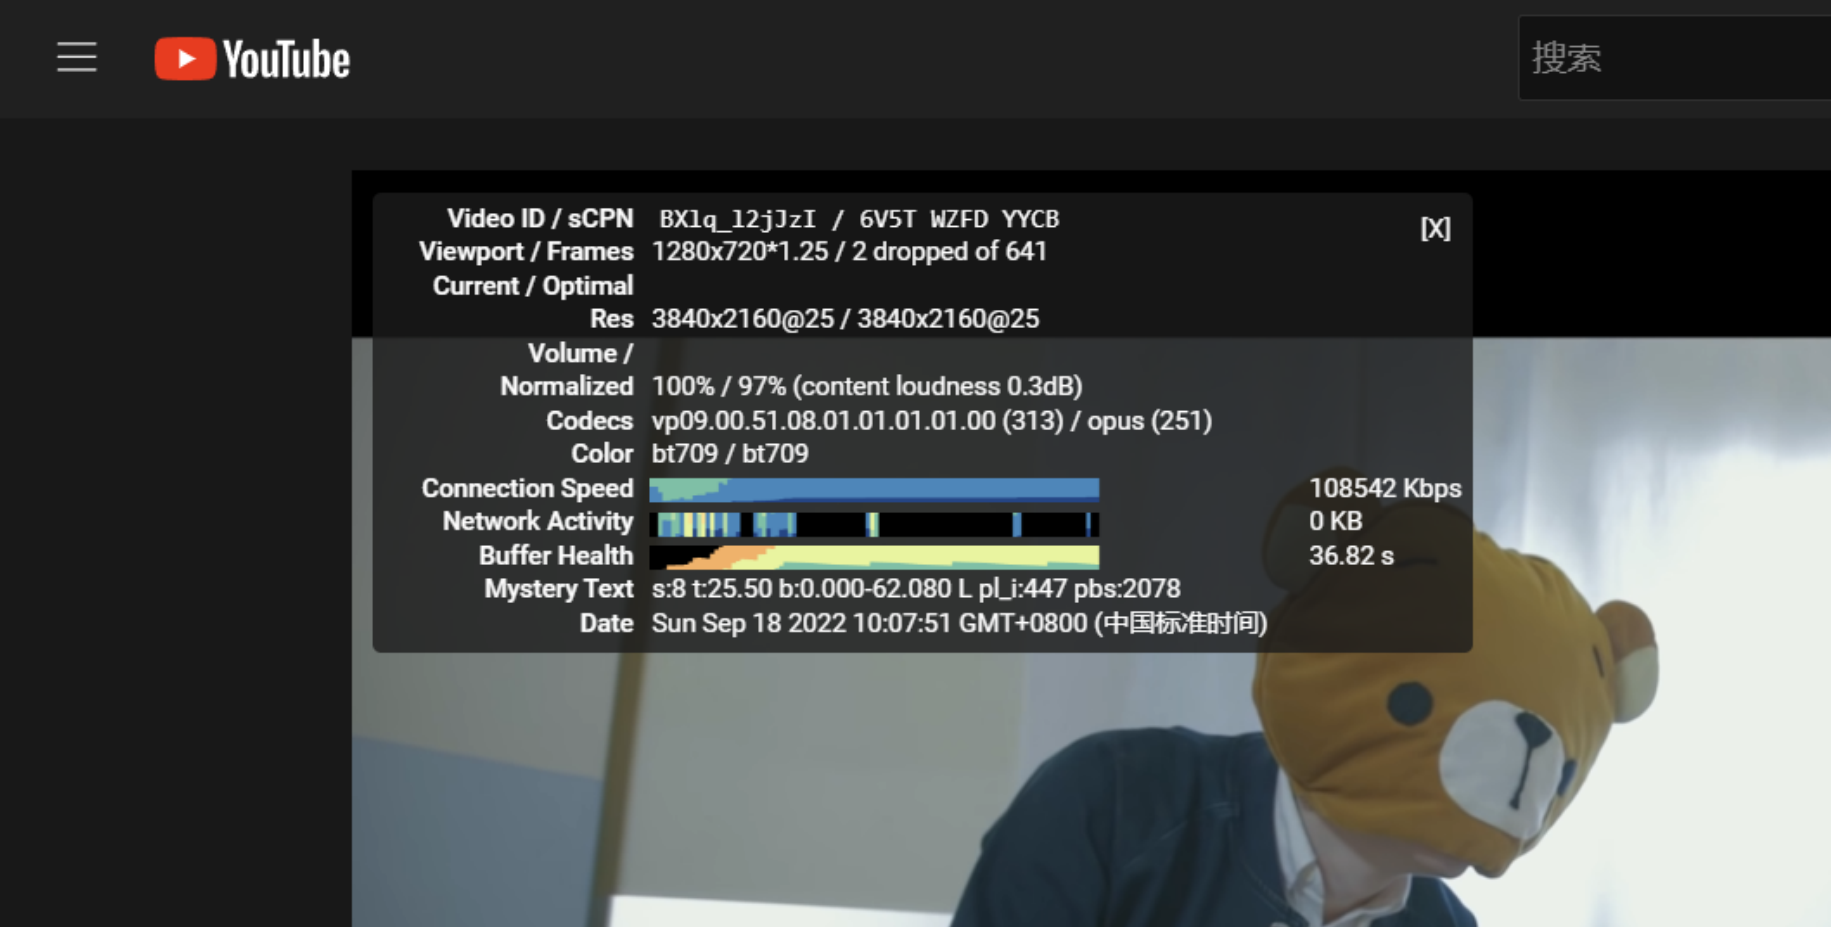 YouTube
搜索
Video ID / sCPN BX1q_l2jJzI / 6V5T WZFD YYCB
[X]
Viewport / Frames 1280x720*1.25 / 2 dropped of 641
Current / Optimal
Res 3840x2160@25 / 3840x2160@25
Volume /
Normalized 100% / 97% (content loudness 0.3dB)
Codecs vp09.00.51.08.01.01.01.01.00 (313) / opus (251)
Color bt709 / bt709
Connection Speed 108542 Kbps
Network Activity 0 KB
Buffer Health 36.82 s
Mystery Text s:8 t:25.50 b:0.000-62.080 L pl_i:447 pbs:2078
Date Sun Sep 18 2022 10:07:51 GMT+0800 (中国标准时间)